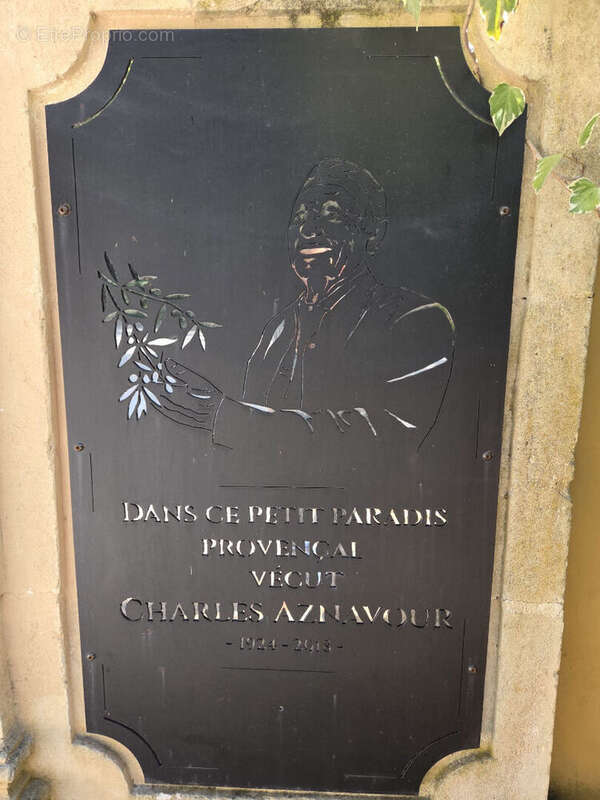 © EtreProprio.com
DANS CE PETIT PARADIS
PROVENÇAL
VÉCUT
CHARLES AZNAVOUR
- 1924 - 2018 -